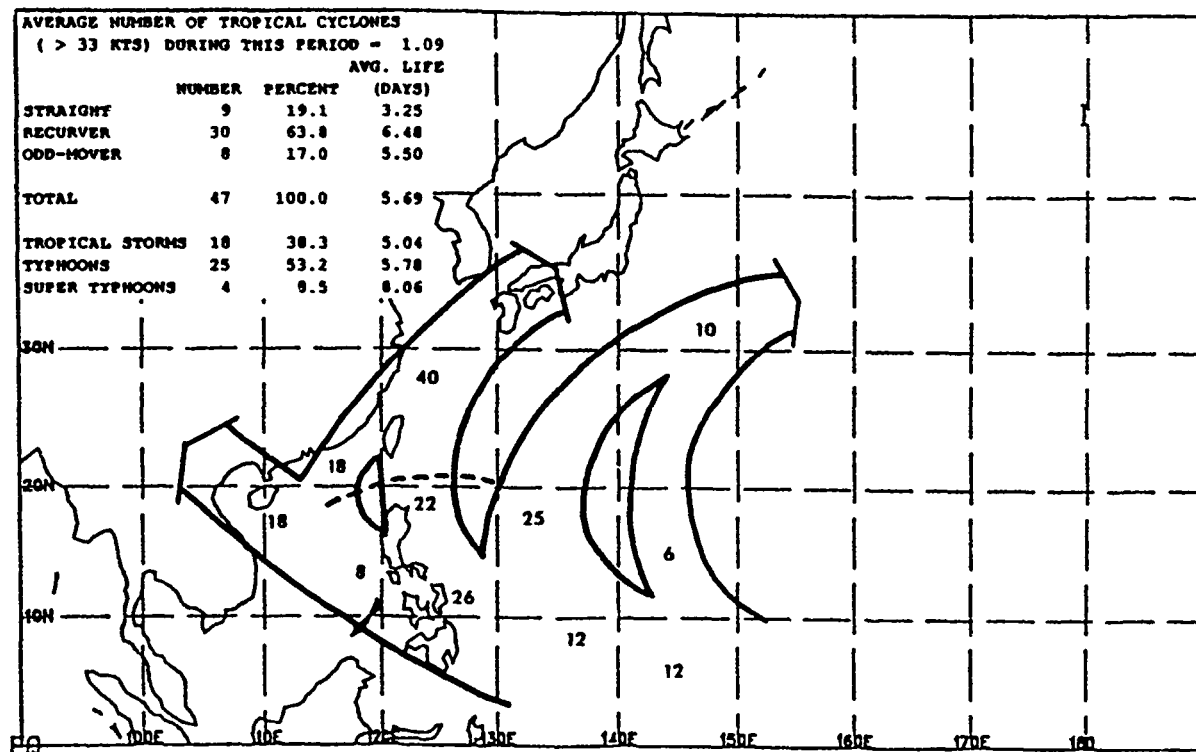 AVERAGE NUMBER OF TROPICAL CYCLONES
( > 33 KTS) DURING THIS PERIOD = 1.09
AVG. LIFE
NUMBER PERCENT (DAYS)
STRAIGHT 9 19.1 3.25
RECURVER 30 63.8 6.48
ODD-MOVER 8 17.0 5.50
TOTAL 47 100.0 5.69
TROPICAL STORMS 18 38.3 5.04
TYPHOONS 25 53.2 5.78
SUPER TYPHOONS 4 8.5 8.06
10
30N
40
18
20N
22
18
25
6
8
26
10N
12
12
EQ
100E 110E 120E 130E 140E 150E 160E 170E 180